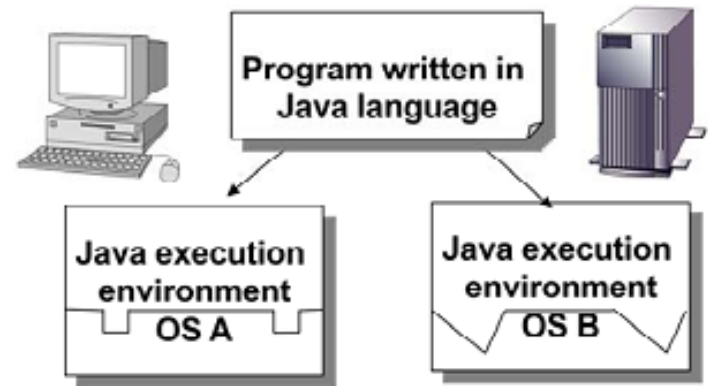 Program written in
Java language
Java execution
environment
OS A
Java execution
environment
OS B